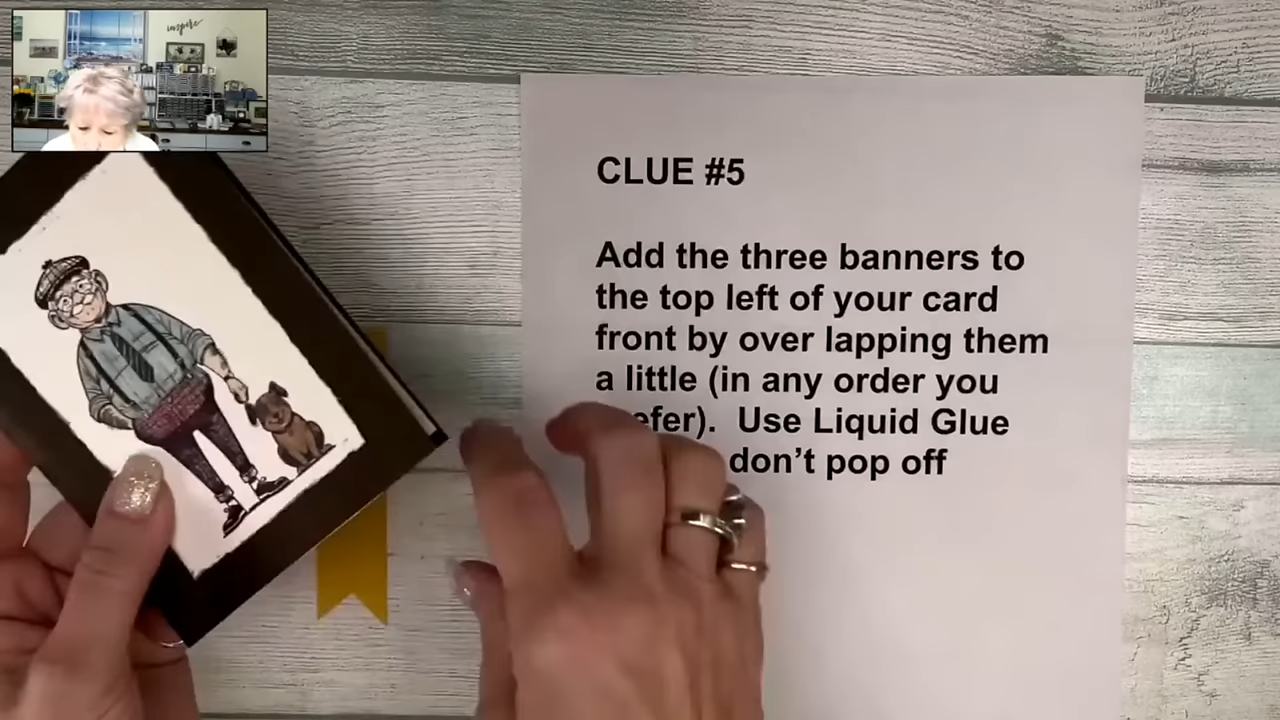 inspire
CLUE #5
Add the three banners to
the top left of your card
front by over lapping them
a little (in any order you
efer). Use Liquid Glue
don't pop off